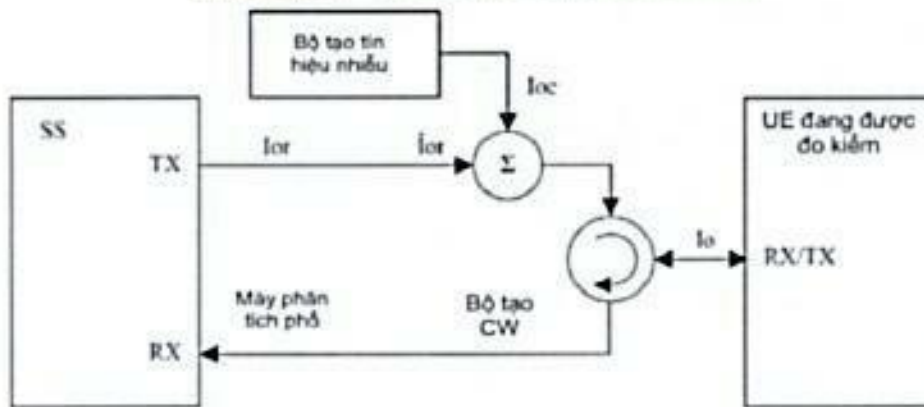 Bộ tạo tín
hiệu nhiễu
Ioc
SS
UE đang được
đo kiểm
TX
Ior
Îor
Σ
Io
RX/TX
Máy phân
tích phổ
Bộ tạo
CW
RX